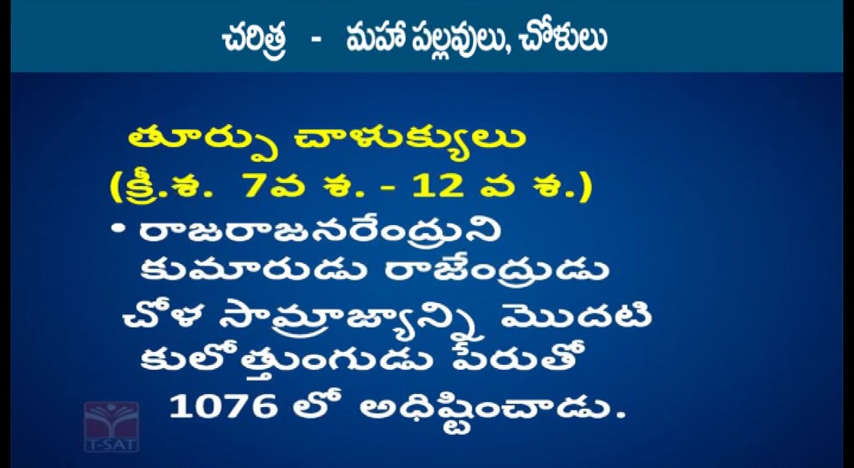 చరిత్ర - మహా పల్లవులు, చోళులు
తూర్పు చాళుక్యులు
(క్రీ.శ. 7వ శ. - 12 వ శ.)
• రాజరాజనరేంద్రుని
కుమారుడు రాజేంద్రుడు
చోళ సామ్రాజ్యాన్ని మొదటి
కులోత్తుంగుడు పేరుతో
1076 లో అధిష్టించాడు.
T-SAT